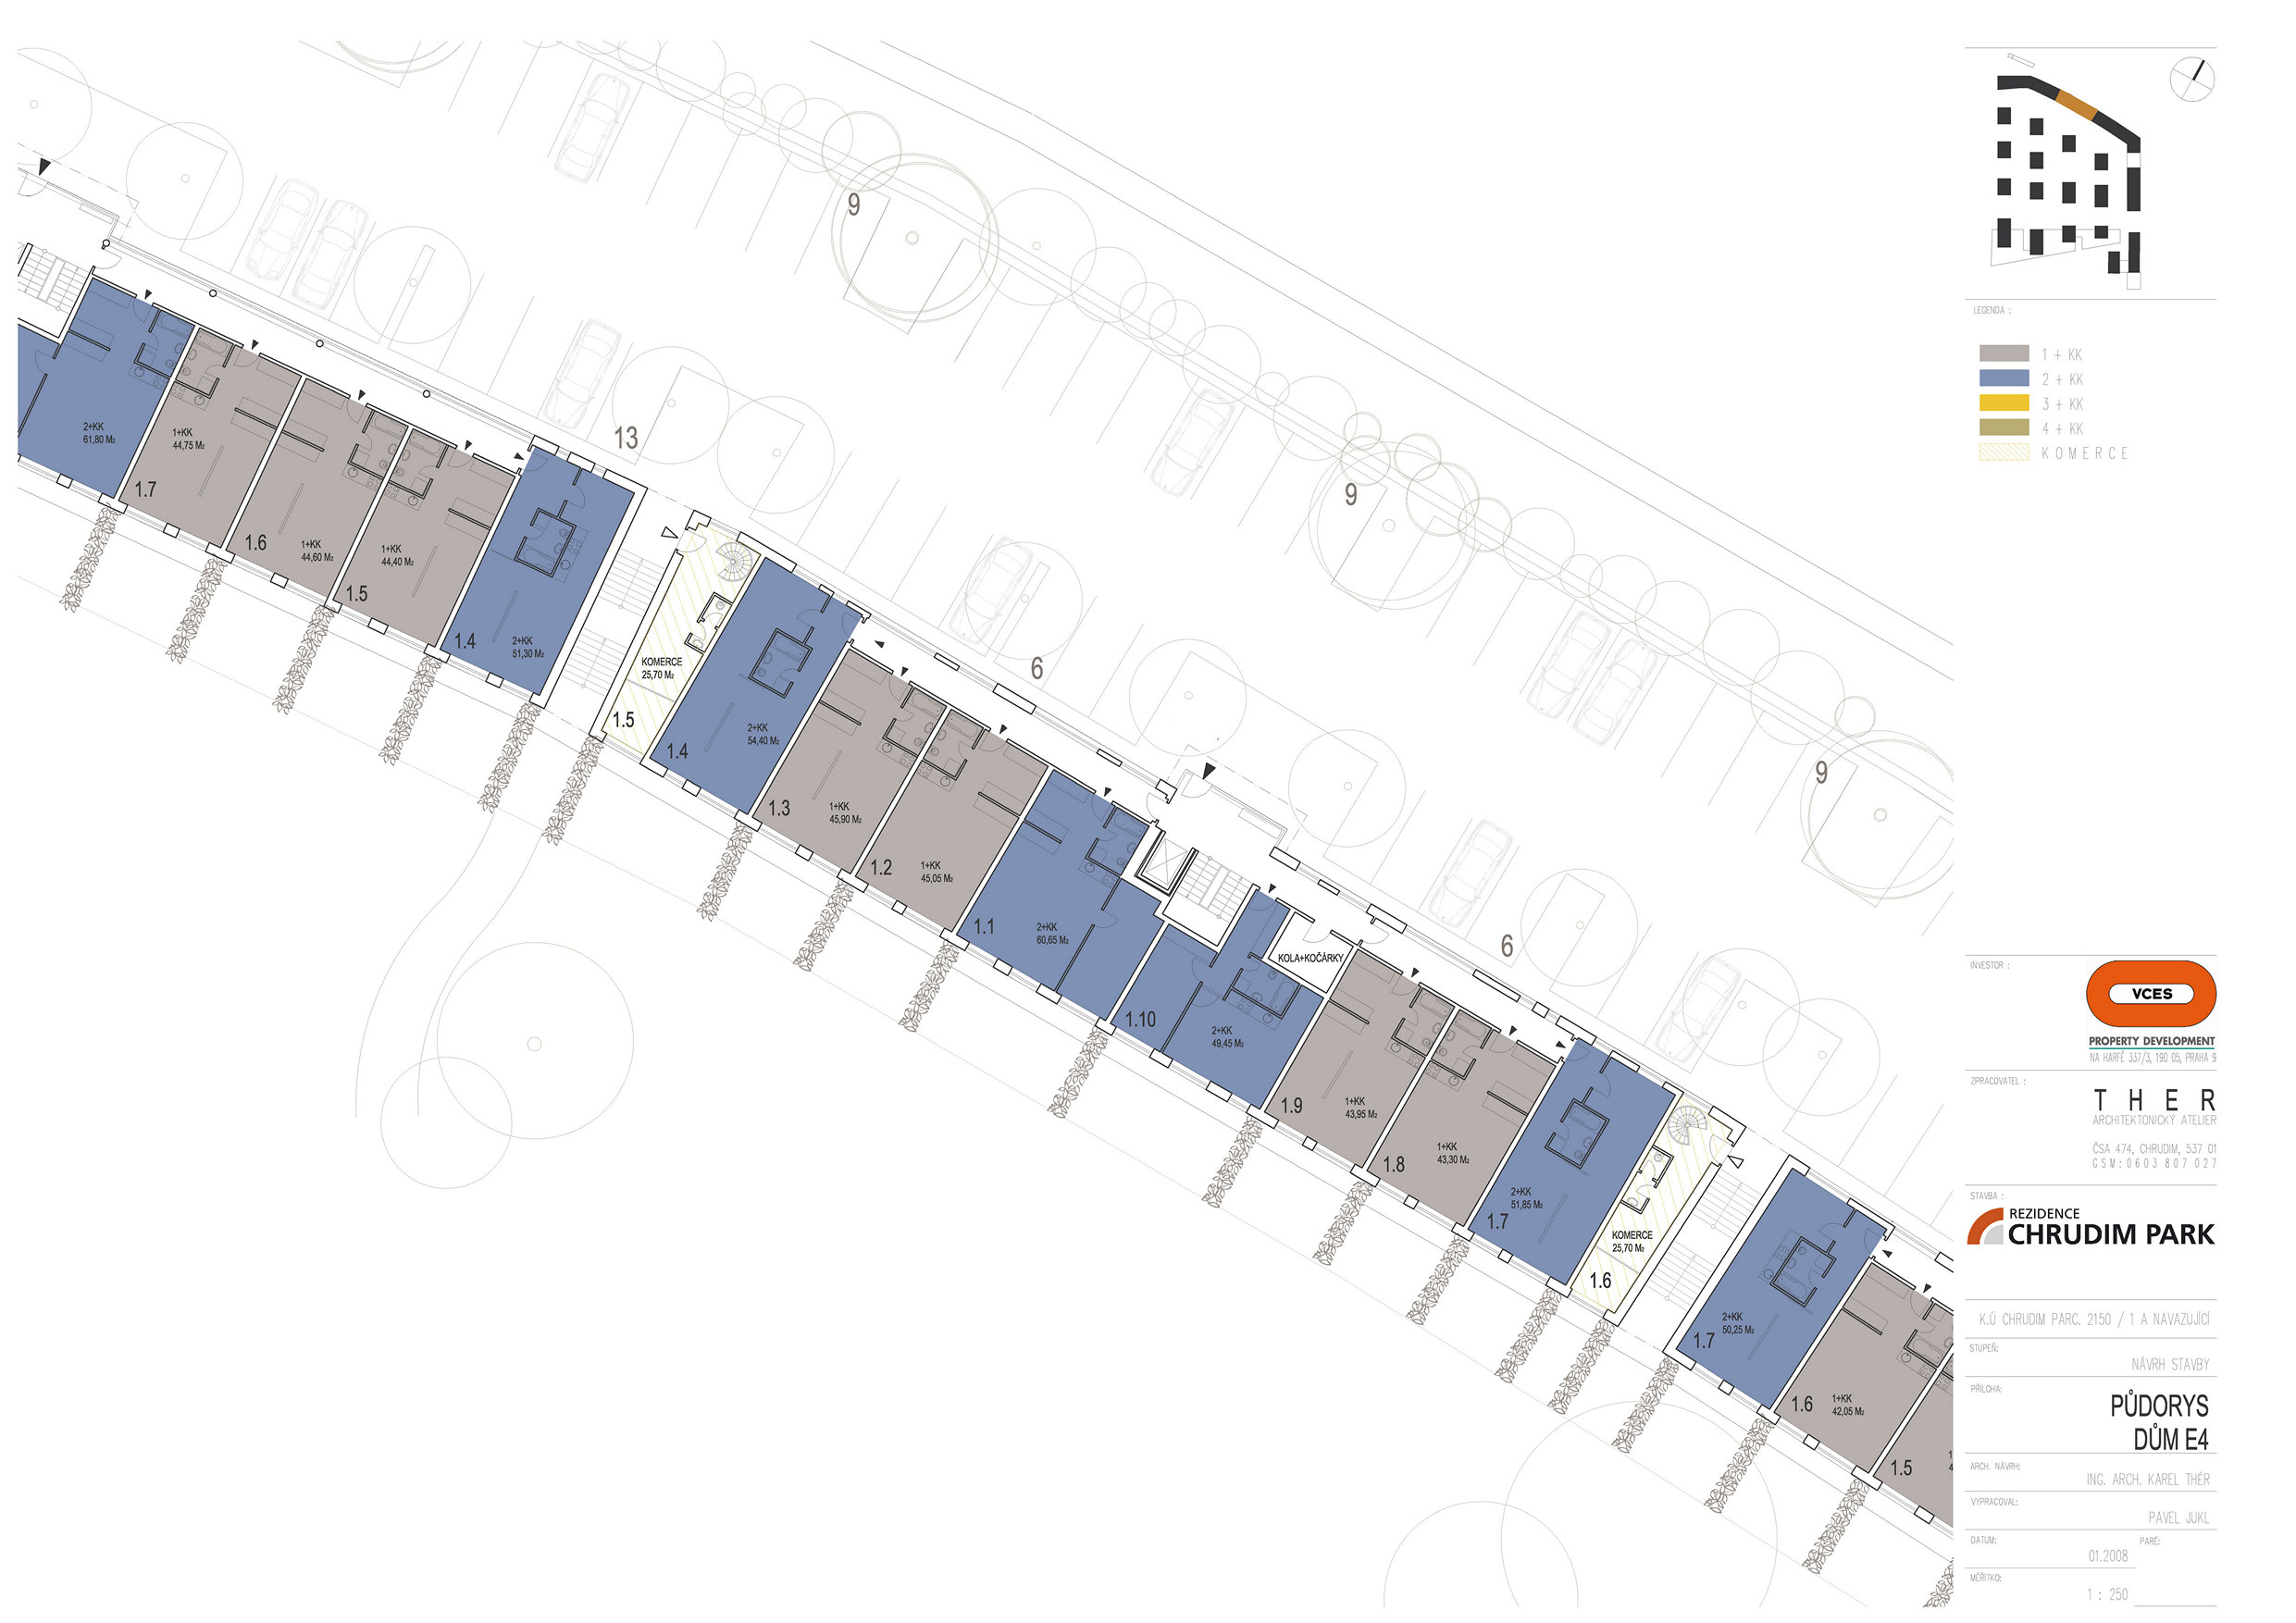 9
13
9
6
9
6
2+KK
61,80 M2
1+KK
44,75 M2
1.7
1+KK
44,60 M2
1.6
1+KK
44,40 M2
1.5
2+KK
51,30 M2
1.4
KOMERCE
25,70 M2
1.5
2+KK
54,40 M2
1.4
1+KK
45,90 M2
1.3
1+KK
45,05 M2
1.2
2+KK
60,65 M2
1.1
2+KK
49,45 M2
1.10
KOLA+KOČÁRKY
1+KK
43,95 M2
1.9
1+KK
43,30 M2
1.8
2+KK
51,85 M2
1.7
KOMERCE
25,70 M2
1.6
2+KK
50,25 M2
1.7
1+KK
42,05 M2
1.6
1.5
1
4
LEGENDA :
1 + KK
2 + KK
3 + KK
4 + KK
KOMERCE
INVESTOR :
VCES
PROPERTY DEVELOPMENT
NA HARFĚ 337/3, 190 05, PRAHA 9
ZPRACOVATEL :
THER
ARCHITEKTONICKÝ ATELIER
ČSA 474, CHRUDIM, 537 01
GSM:0603 807 027
STAVBA :
REZIDENCE
CHRUDIM PARK
K.Ú CHRUDIM PARC. 2150 / 1 A NAVAZUJÍCÍ
STUPEŇ:
NÁVRH STAVBY
PŘÍLOHA:
PŮDORYS
DŮM E4
ARCH. NÁVRH:
ING. ARCH. KAREL THÉR
VYPRACOVAL:
PAVEL JUKL
DATUM:
01.2008
PARÉ:
MĚŘÍTKO:
1 : 250